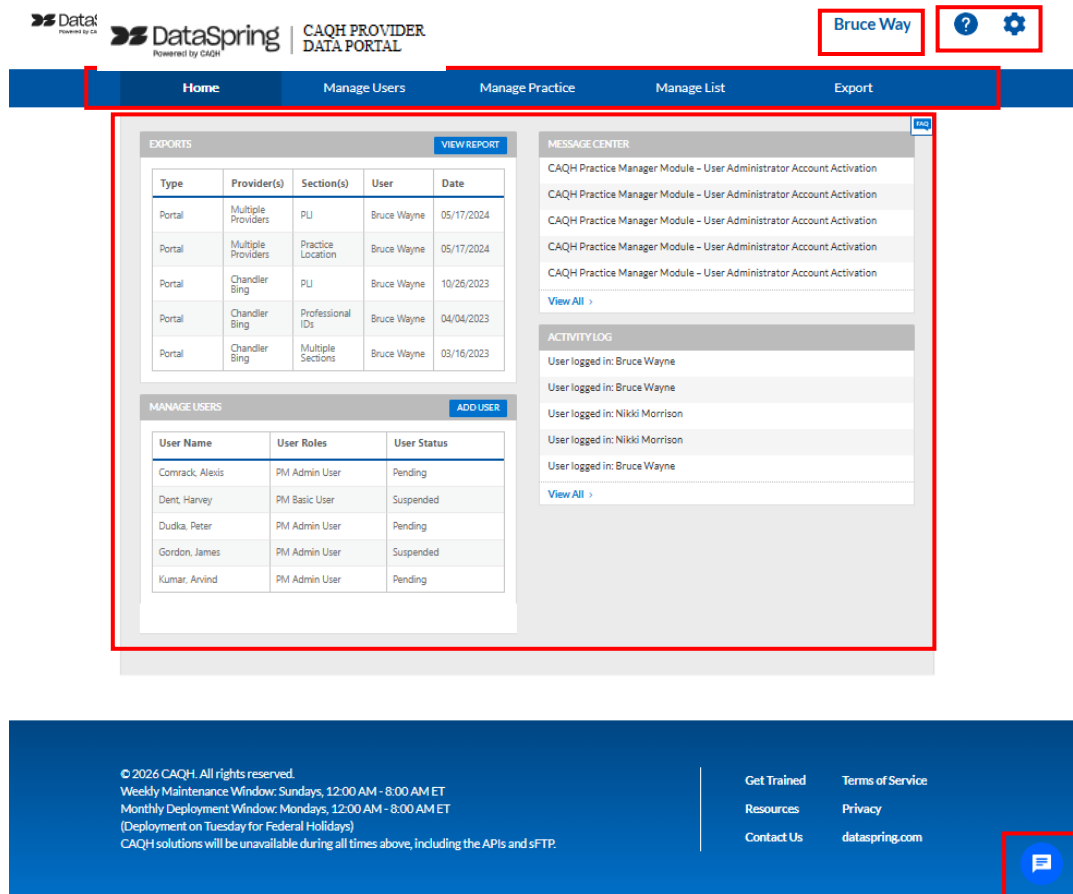 DataS
Powered by CA
DataSpring
Powered by CAQH
CAQH PROVIDER
DATA PORTAL
Bruce Way
?
Home Manage Users Manage Practice Manage List Export
FAQ
EXPORTS VIEW REPORT
Type Provider(s) Section(s) User Date
Portal Multiple Providers PLI Bruce Wayne 05/17/2024
Portal Multiple Providers Practice Location Bruce Wayne 05/17/2024
Portal Chandler Bing PLI Bruce Wayne 10/26/2023
Portal Chandler Bing Professional IDs Bruce Wayne 04/04/2023
Portal Chandler Bing Multiple Sections Bruce Wayne 03/16/2023
MANAGE USERS ADD USER
User Name User Roles User Status
Comrack, Alexis PM Admin User Pending
Dent, Harvey PM Basic User Suspended
Dudka, Peter PM Admin User Pending
Gordon, James PM Admin User Suspended
Kumar, Arvind PM Admin User Pending
MESSAGE CENTER
CAQH Practice Manager Module – User Administrator Account Activation
CAQH Practice Manager Module – User Administrator Account Activation
CAQH Practice Manager Module – User Administrator Account Activation
CAQH Practice Manager Module – User Administrator Account Activation
CAQH Practice Manager Module – User Administrator Account Activation
View All ›
ACTIVITY LOG
User logged in: Bruce Wayne
User logged in: Bruce Wayne
User logged in: Nikki Morrison
User logged in: Nikki Morrison
User logged in: Bruce Wayne
View All ›
© 2026 CAQH. All rights reserved.
Weekly Maintenance Window: Sundays, 12:00 AM - 8:00 AM ET
Monthly Deployment Window: Mondays, 12:00 AM - 8:00 AM ET
(Deployment on Tuesday for Federal Holidays)
CAQH solutions will be unavailable during all times above, including the APIs and sFTP.
Get Trained Terms of Service
Resources Privacy
Contact Us dataspring.com